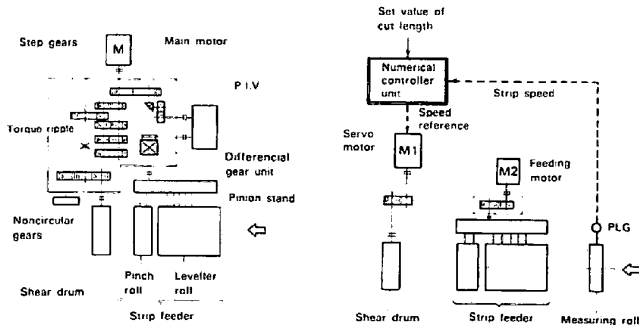 Step gears
M
Main motor
P.I.V
Torque ripple
Differencial
gear unit
Pinion stand
Noncircular
gears
Pinch
roll
Leveller
roll
Shear drum
Strip feeder
Set value of
cut length
Numerical
controller
unit
Strip speed
Speed
reference
Servo
motor
M1
M2
Feeding
motor
PLG
Shear drum
Strip feeder
Measuring roll